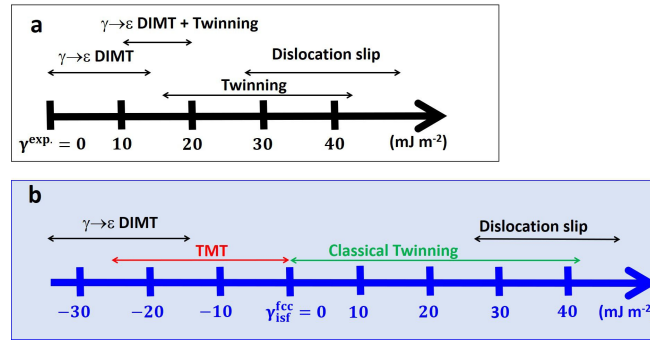 a
γ→ε DIMT + Twinning
γ→ε DIMT
Dislocation slip
Twinning
γ^exp. = 0 10 20 30 40 (mJ m⁻²)
b
γ→ε DIMT
Dislocation slip
TMT
Classical Twinning
−30 −20 −10 γ_isf^fcc = 0 10 20 30 40 (mJ m⁻²